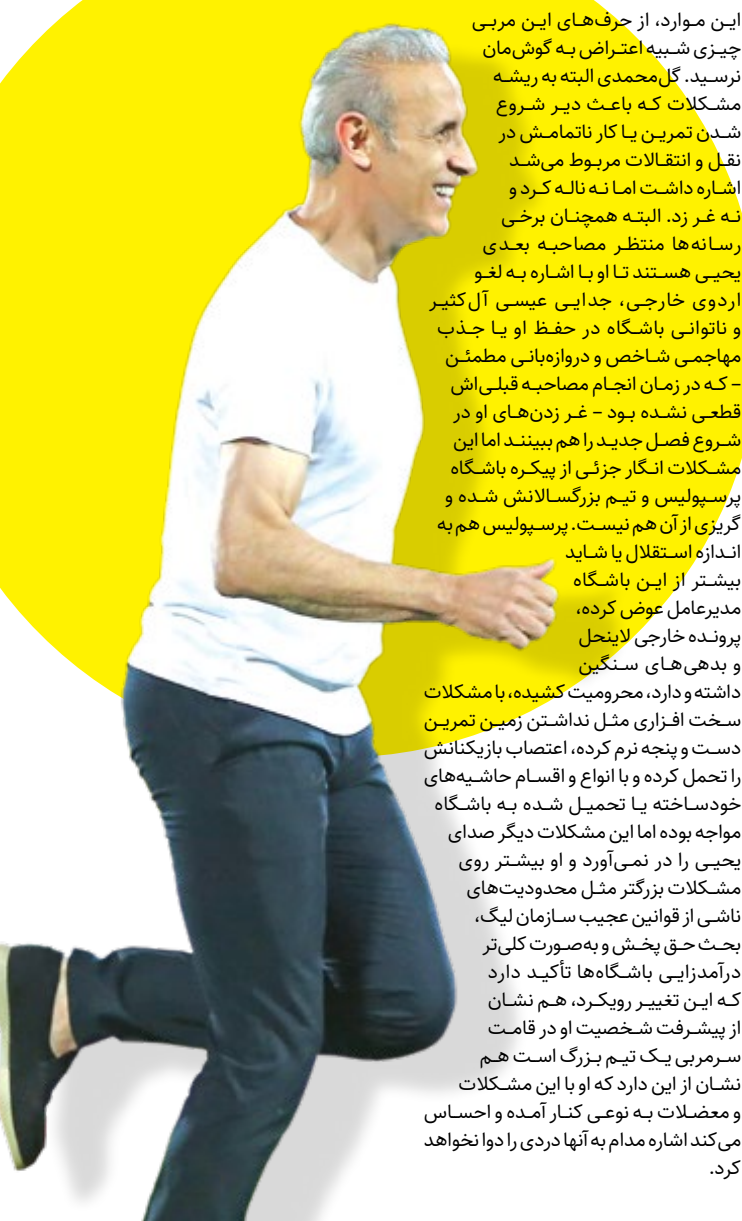 این موارد، از حرف‌های این مربی
چیزی شبیه اعتراض به گوش‌مان
نرسید. گل‌محمدی البته به ریشه
مشکلات که باعث دیر شروع
شدن تمرین یا کار ناتمامش در
نقل و انتقالات مربوط می‌شد
اشاره داشت اما نه ناله کرد و
نه غر زد. البته همچنان برخی
رسانه‌ها منتظر مصاحبه بعدی
یحیی هستند تا او با اشاره به لغو
اردوی خارجی، جدایی عیسی آل‌کثیر
و ناتوانی باشگاه در حفظ او یا جذب
مهاجمی شاخص و دروازه‌بانی مطمئن
– که در زمان انجام مصاحبه قبلی‌اش
قطعی نشده بود – غر زدن‌های او در
شروع فصل جدید را هم ببینند اما این
مشکلات انگار جزئی از پیکره باشگاه
پرسپولیس و تیم بزرگسالانش شده و
گریزی از آن هم نیست. پرسپولیس هم به
اندازه استقلال یا شاید
بیشتر از این باشگاه
مدیرعامل عوض کرده،
پرونده خارجی لاینحل
و بدهی‌های سنگین
داشته و دارد، محرومیت کشیده، با مشکلات
سخت افزاری مثل نداشتن زمین تمرین
دست و پنجه نرم کرده، اعتصاب بازیکنانش
را تحمل کرده و با انواع و اقسام حاشیه‌های
خودساخته یا تحمیل شده به باشگاه
مواجه بوده اما این مشکلات دیگر صدای
یحیی را در نمی‌آورد و او بیشتر روی
مشکلات بزرگتر مثل محدودیت‌های
ناشی از قوانین عجیب سازمان لیگ،
بحث حق پخش و به‌صورت کلی‌تر
درآمدزایی باشگاه‌ها تأکید دارد
که این تغییر رویکرد، هم نشان
از پیشرفت شخصیت او در قامت
سرمربی یک تیم بزرگ است هم
نشان از این دارد که او با این مشکلات
و معضلات به نوعی کنار آمده و احساس
می‌کند اشاره مدام به آنها دردی را دوا نخواهد
کرد.